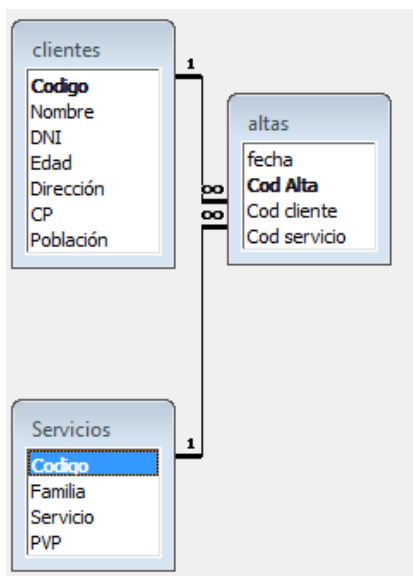 clientes
Codigo
Nombre
DNI
Edad
Dirección
CP
Población
1
altas
fecha
Cod Alta
Cod cliente
Cod servicio
∞
∞
Servicios
Codigo
Familia
Servicio
PVP
1